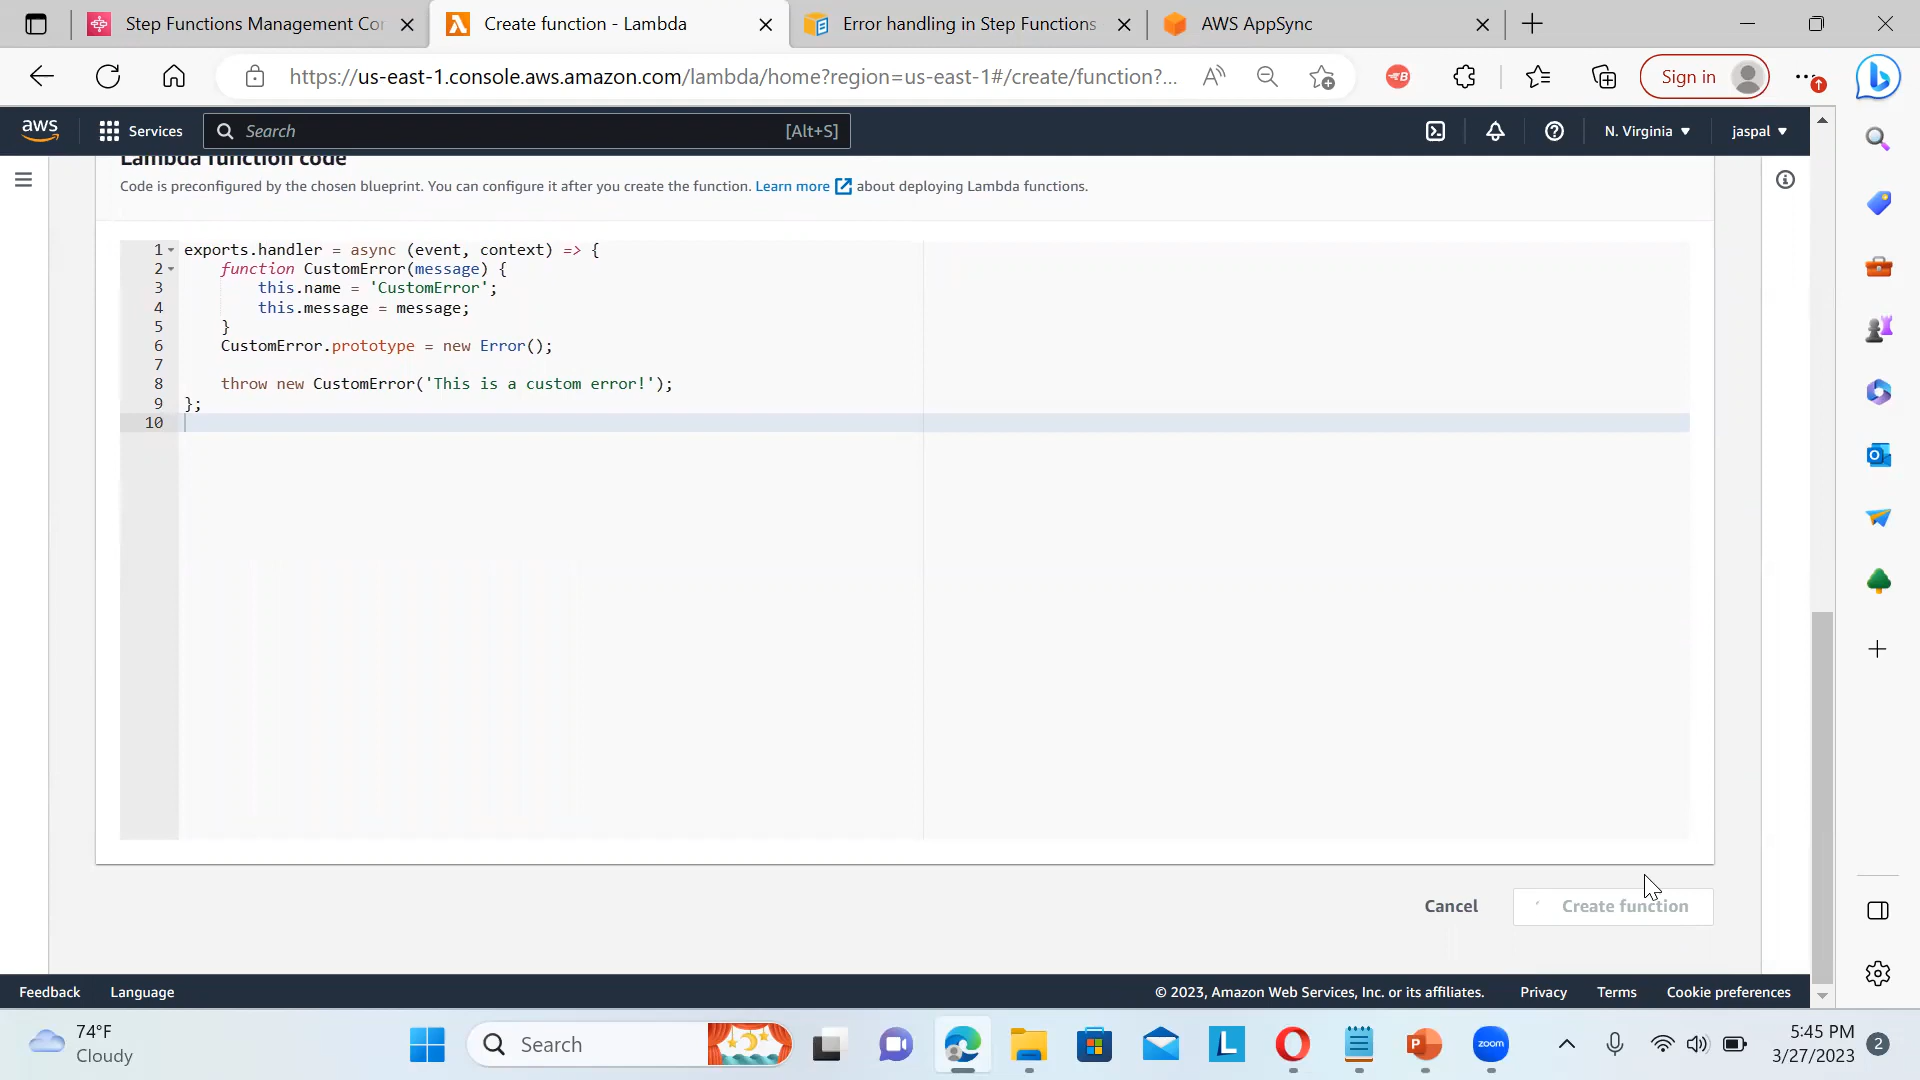 Step Functions Management Cor
Create function - Lambda
Error handling in Step Functions
AWS AppSync
https://us-east-1.console.aws.amazon.com/lambda/home?region=us-east-1#/create/function?...
Sign in
aws
Services
Search
[Alt+S]
N. Virginia
jaspal
Lambda function code
Code is preconfigured by the chosen blueprint. You can configure it after you create the function. Learn more about deploying Lambda functions.
1 exports.handler = async (event, context) => {
2 function CustomError(message) {
3 this.name = 'CustomError';
4 this.message = message;
5 }
6 CustomError.prototype = new Error();
7
8 throw new CustomError('This is a custom error!');
9 };
10
Cancel
Create function
Feedback
Language
© 2023, Amazon Web Services, Inc. or its affiliates.
Privacy
Terms
Cookie preferences
74°F
Cloudy
Search
zoom
5:45 PM
3/27/2023
2